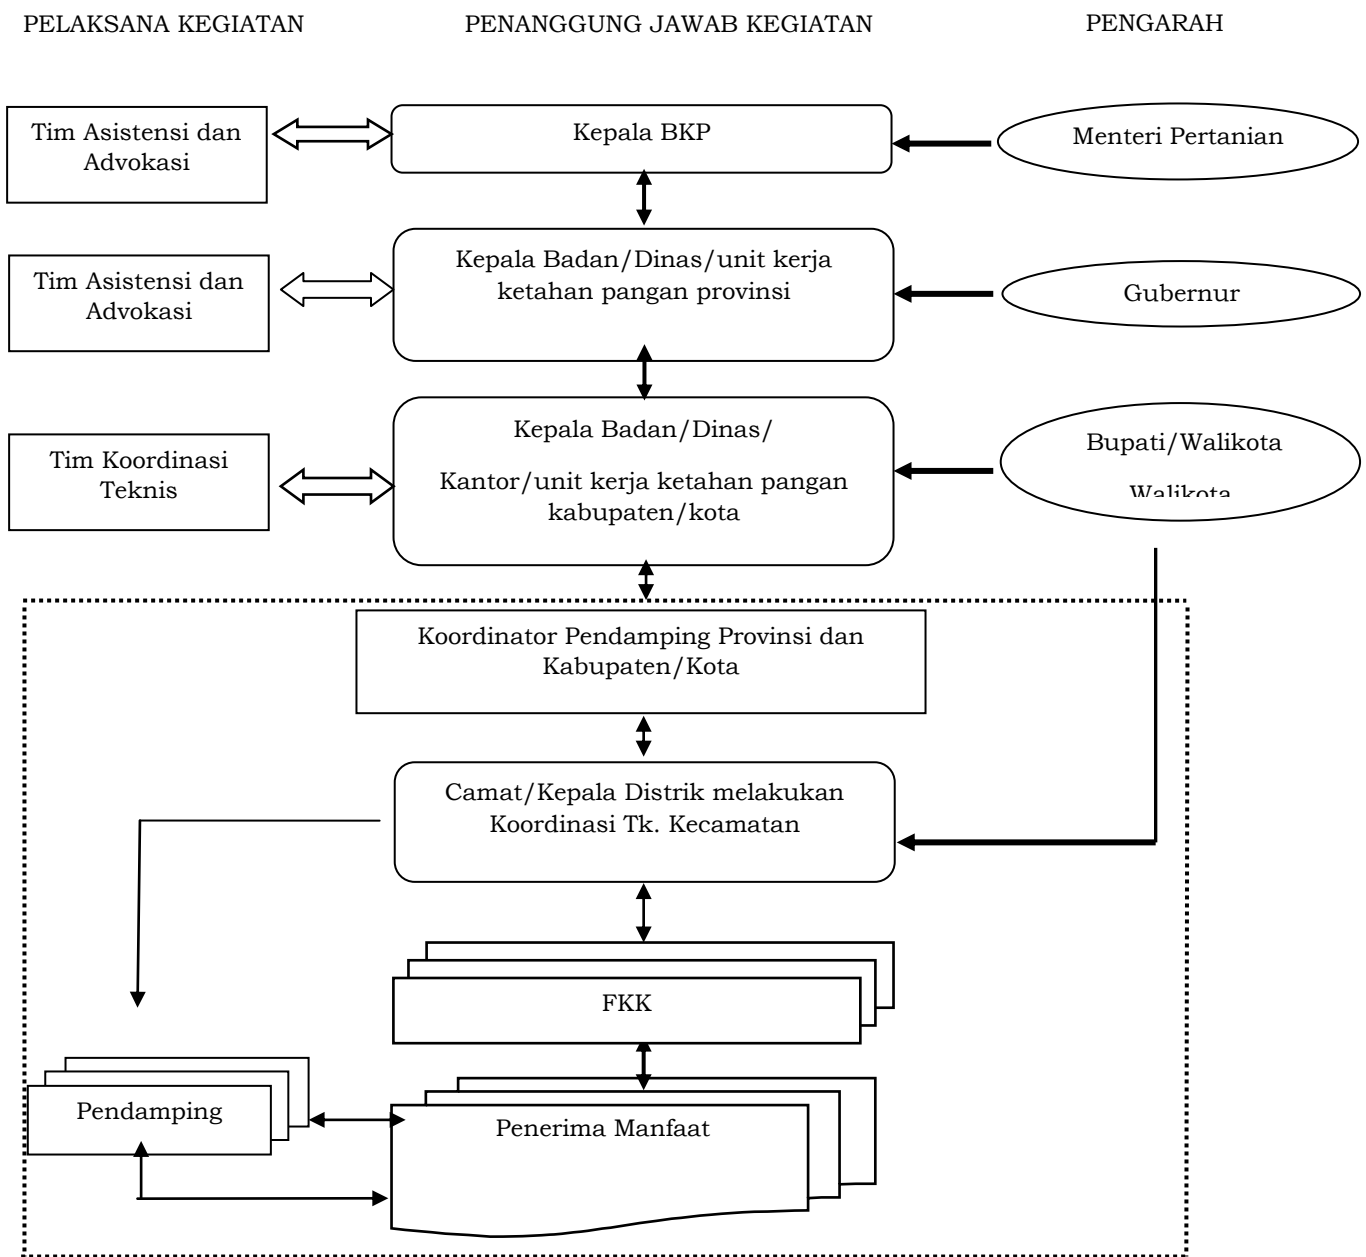 PELAKSANA KEGIATAN
PENANGGUNG JAWAB KEGIATAN
PENGARAH
Tim Asistensi dan
Advokasi
Kepala BKP
Menteri Pertanian
Tim Asistensi dan
Advokasi
Kepala Badan/Dinas/unit kerja
ketahan pangan provinsi
Gubernur
Tim Koordinasi
Teknis
Kepala Badan/Dinas/
Kantor/unit kerja ketahan pangan
kabupaten/kota
Bupati/Walikota
Walikota
Koordinator Pendamping Provinsi dan
Kabupaten/Kota
Camat/Kepala Distrik melakukan
Koordinasi Tk. Kecamatan
FKK
Pendamping
Penerima Manfaat